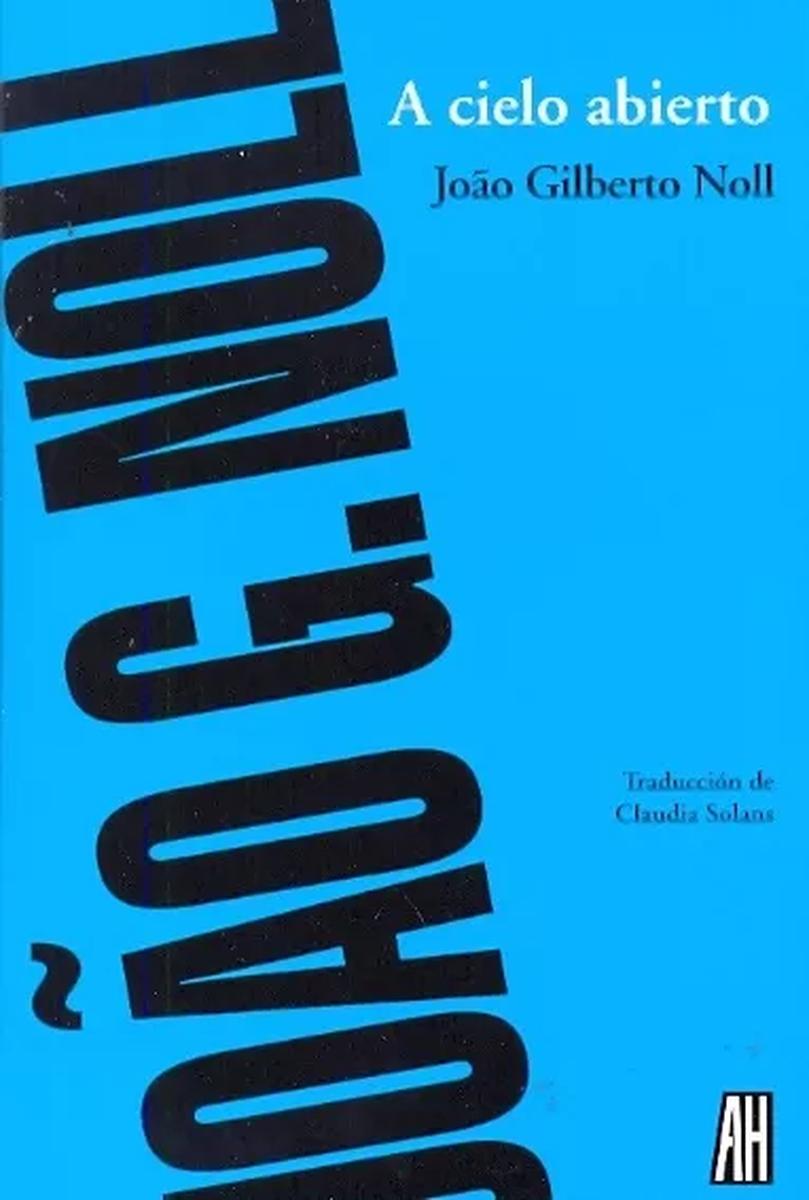 A cielo abierto
João Gilberto Noll
JOÃO G. NOLL
Traducción de
Claudia Solans
AH